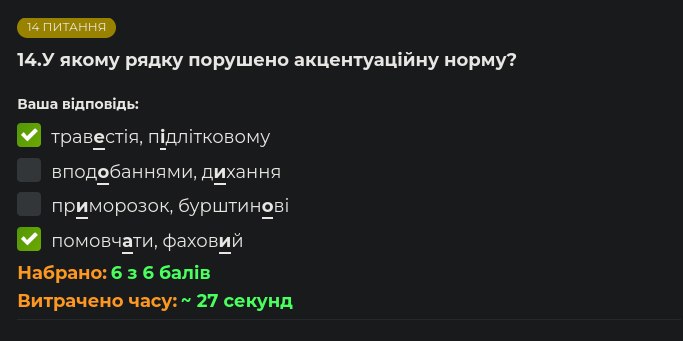 14 ПИТАННЯ
14.У якому рядку порушено акцентуаційну норму?
Ваша відповідь:
травестія, підлітковому
вподобаннями, дихання
приморозок, бурштинові
помовчати, фаховий
Набрано: 6 з 6 балів
Витрачено часу: ~ 27 секунд